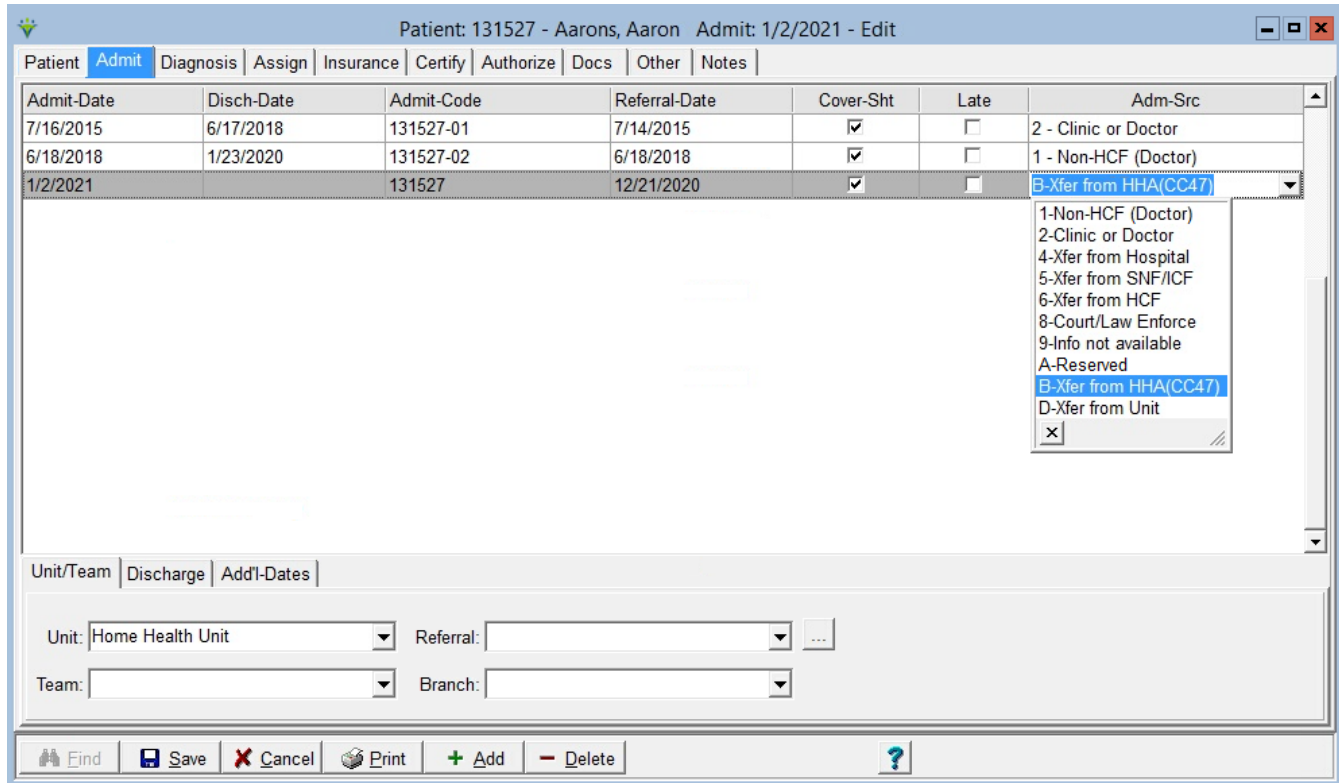 Patient: 131527 - Aarons, Aaron Admit: 1/2/2021 - Edit
Patient Admit Diagnosis Assign Insurance Certify Authorize Docs Other Notes
Admit-Date Disch-Date Admit-Code Referral-Date Cover-Sht Late Adm-Src
7/16/2015 6/17/2018 131527-01 7/14/2015 2 - Clinic or Doctor
6/18/2018 1/23/2020 131527-02 6/18/2018 1 - Non-HCF (Doctor)
1/2/2021 131527 12/21/2020 B-Xfer from HHA(CC47)
1-Non-HCF (Doctor)
2-Clinic or Doctor
4-Xfer from Hospital
5-Xfer from SNF/ICF
6-Xfer from HCF
8-Court/Law Enforce
9-Info not available
A-Reserved
B-Xfer from HHA(CC47)
D-Xfer from Unit
Unit/Team Discharge Add'l-Dates
Unit: Home Health Unit Referral: ...
Team: Branch:
Find Save Cancel Print Add Delete ?